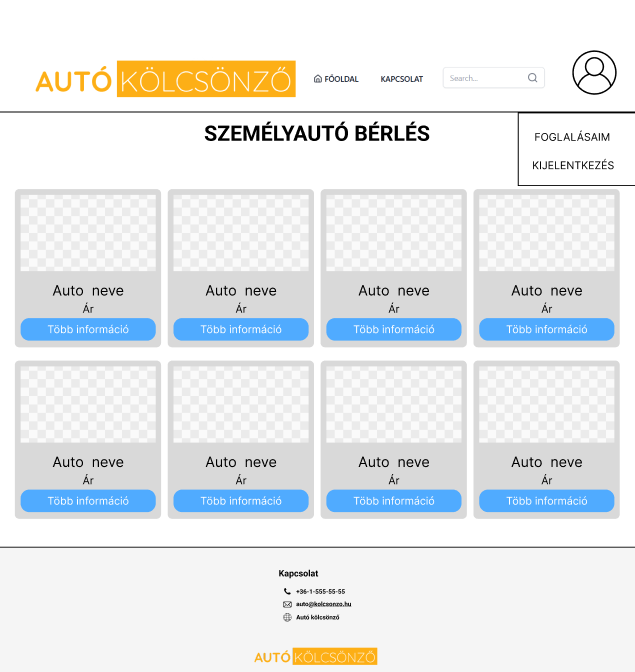 AUTÓ KÖLCSÖNZŐ
FŐOLDAL
KAPCSOLAT
Search...
FOGLALÁSAIM
KIJELENTKEZÉS
SZEMÉLYAUTÓ BÉRLÉS
Auto neve
Ár
Több információ
Auto neve
Ár
Több információ
Auto neve
Ár
Több információ
Auto neve
Ár
Több információ
Auto neve
Ár
Több információ
Auto neve
Ár
Több információ
Auto neve
Ár
Több információ
Auto neve
Ár
Több információ
Kapcsolat
+36-1-555-55-55
auto@kolcsonzo.hu
Autó kölcsönző
AUTÓ KÖLCSÖNZŐ